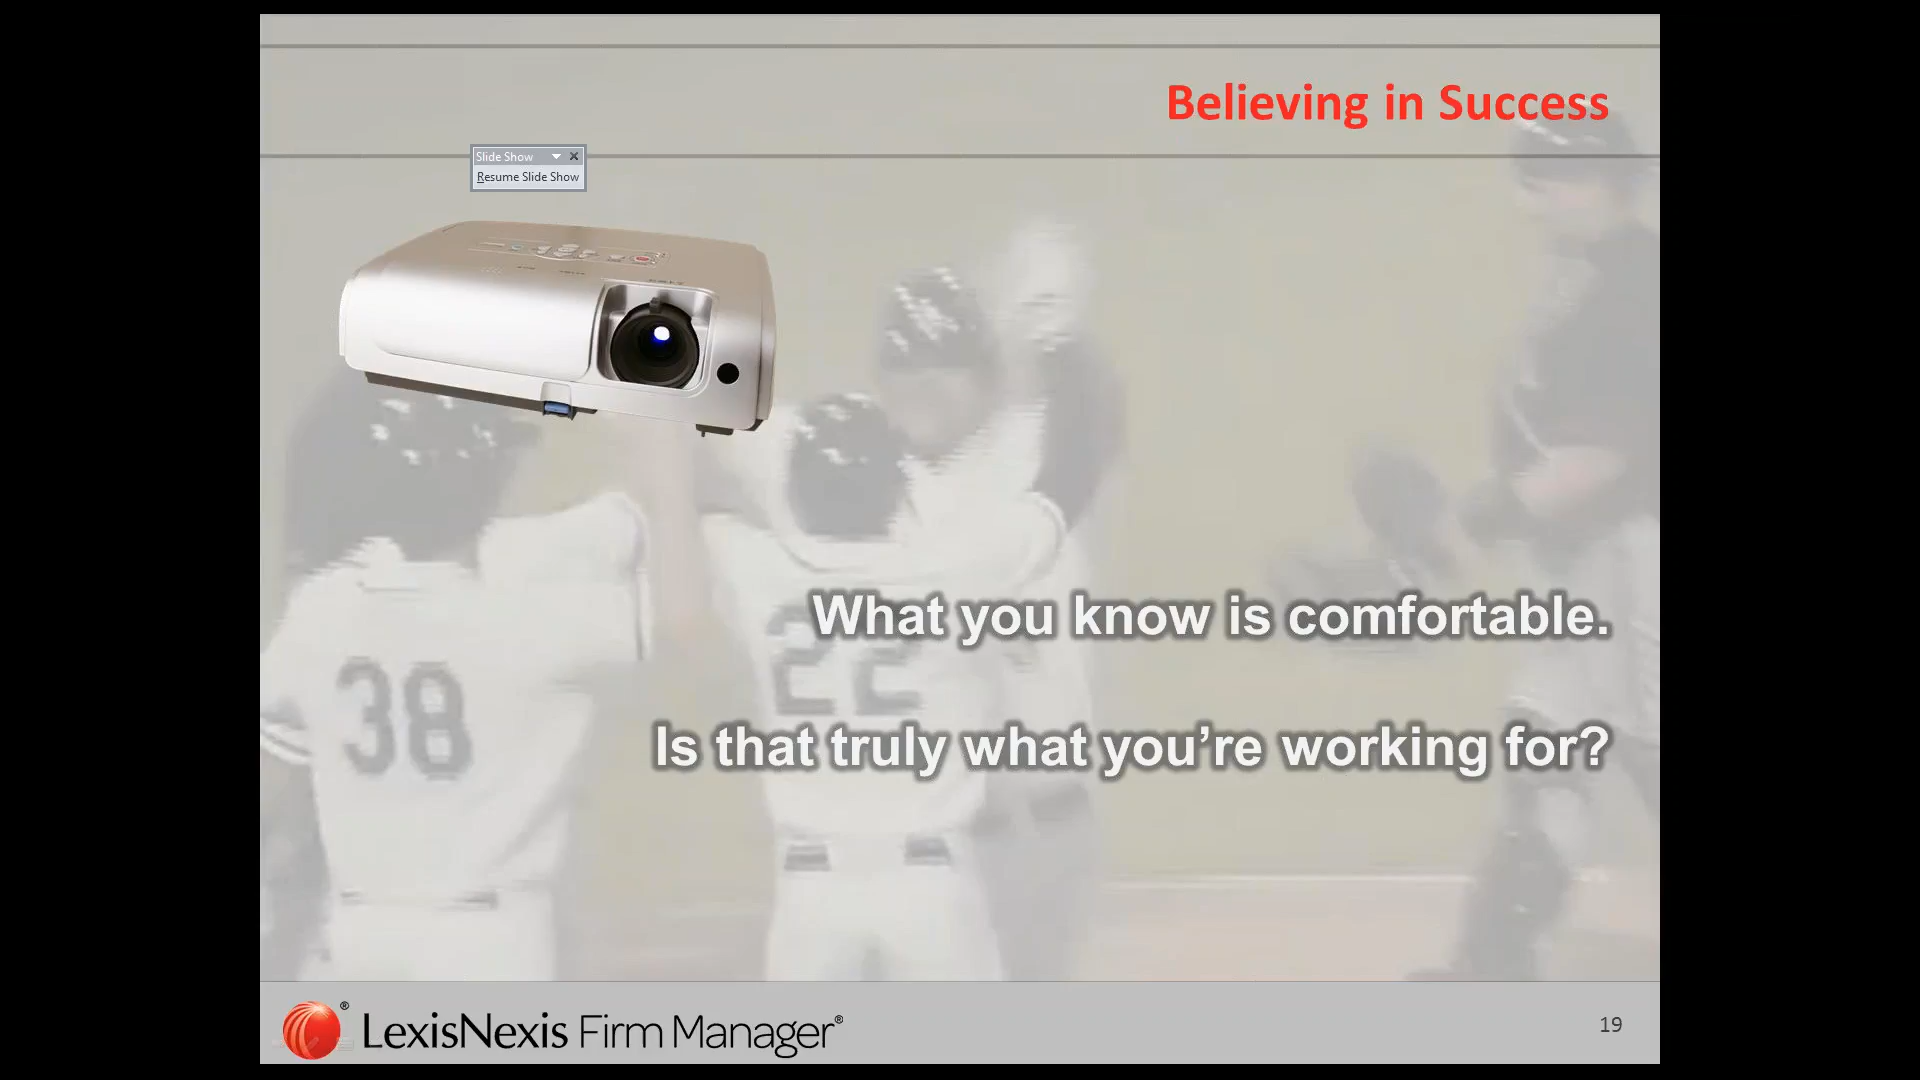 Believing in Success
Slide Show
Resume Slide Show
What you know is comfortable.
22
38
Is that truly what you’re working for?
® LexisNexis Firm Manager®
19